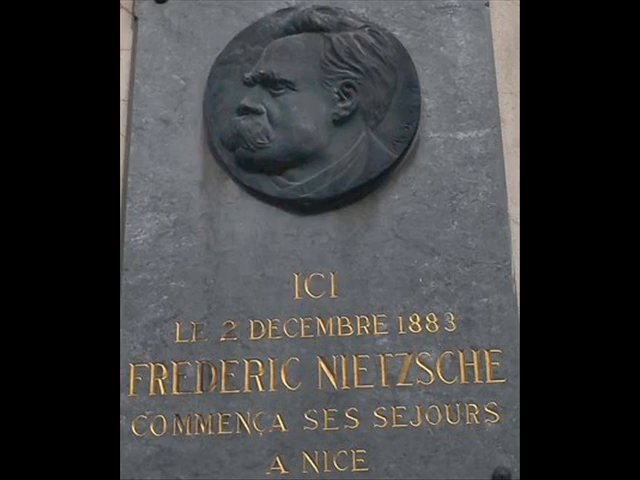 ICI
LE 2 DECEMBRE 1883
FREDERIC NIETZSCHE
COMMENÇA SES SEJOURS
A NICE